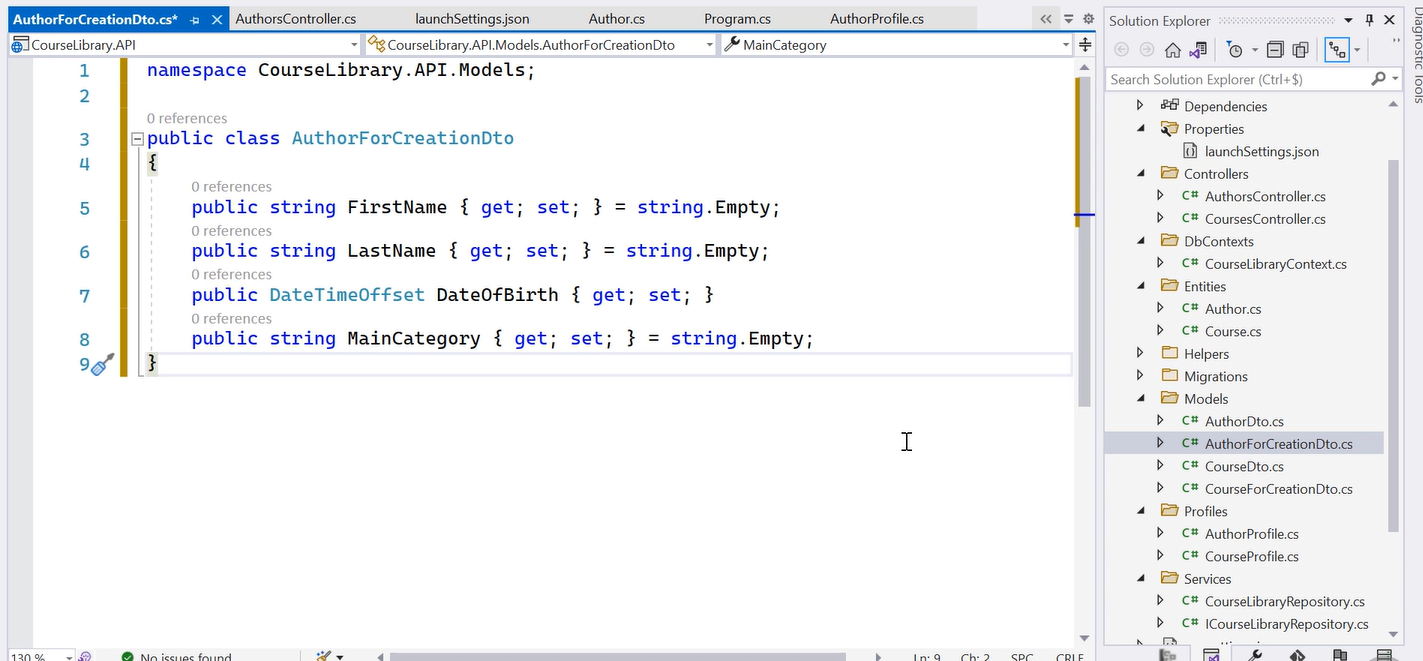 AuthorForCreationDto.cs*
AuthorsController.cs
launchSettings.json
Author.cs
Program.cs
AuthorProfile.cs
CourseLibrary.API
CourseLibrary.API.Models.AuthorForCreationDto
MainCategory
1 namespace CourseLibrary.API.Models;
2
0 references
3 public class AuthorForCreationDto
4 {
0 references
5 public string FirstName { get; set; } = string.Empty;
0 references
6 public string LastName { get; set; } = string.Empty;
0 references
7 public DateTimeOffset DateOfBirth { get; set; }
0 references
8 public string MainCategory { get; set; } = string.Empty;
9 }
130 %
No issues found
Ln: 9 Ch: 2 SPC CRLF
Solution Explorer
Search Solution Explorer (Ctrl+$)
Dependencies
Properties
launchSettings.json
Controllers
C# AuthorsController.cs
C# CoursesController.cs
DbContexts
C# CourseLibraryContext.cs
Entities
C# Author.cs
C# Course.cs
Helpers
Migrations
Models
C# AuthorDto.cs
C# AuthorForCreationDto.cs
C# CourseDto.cs
C# CourseForCreationDto.cs
Profiles
C# AuthorProfile.cs
C# CourseProfile.cs
Services
C# CourseLibraryRepository.cs
C# ICourseLibraryRepository.cs
Diagnostic Tools